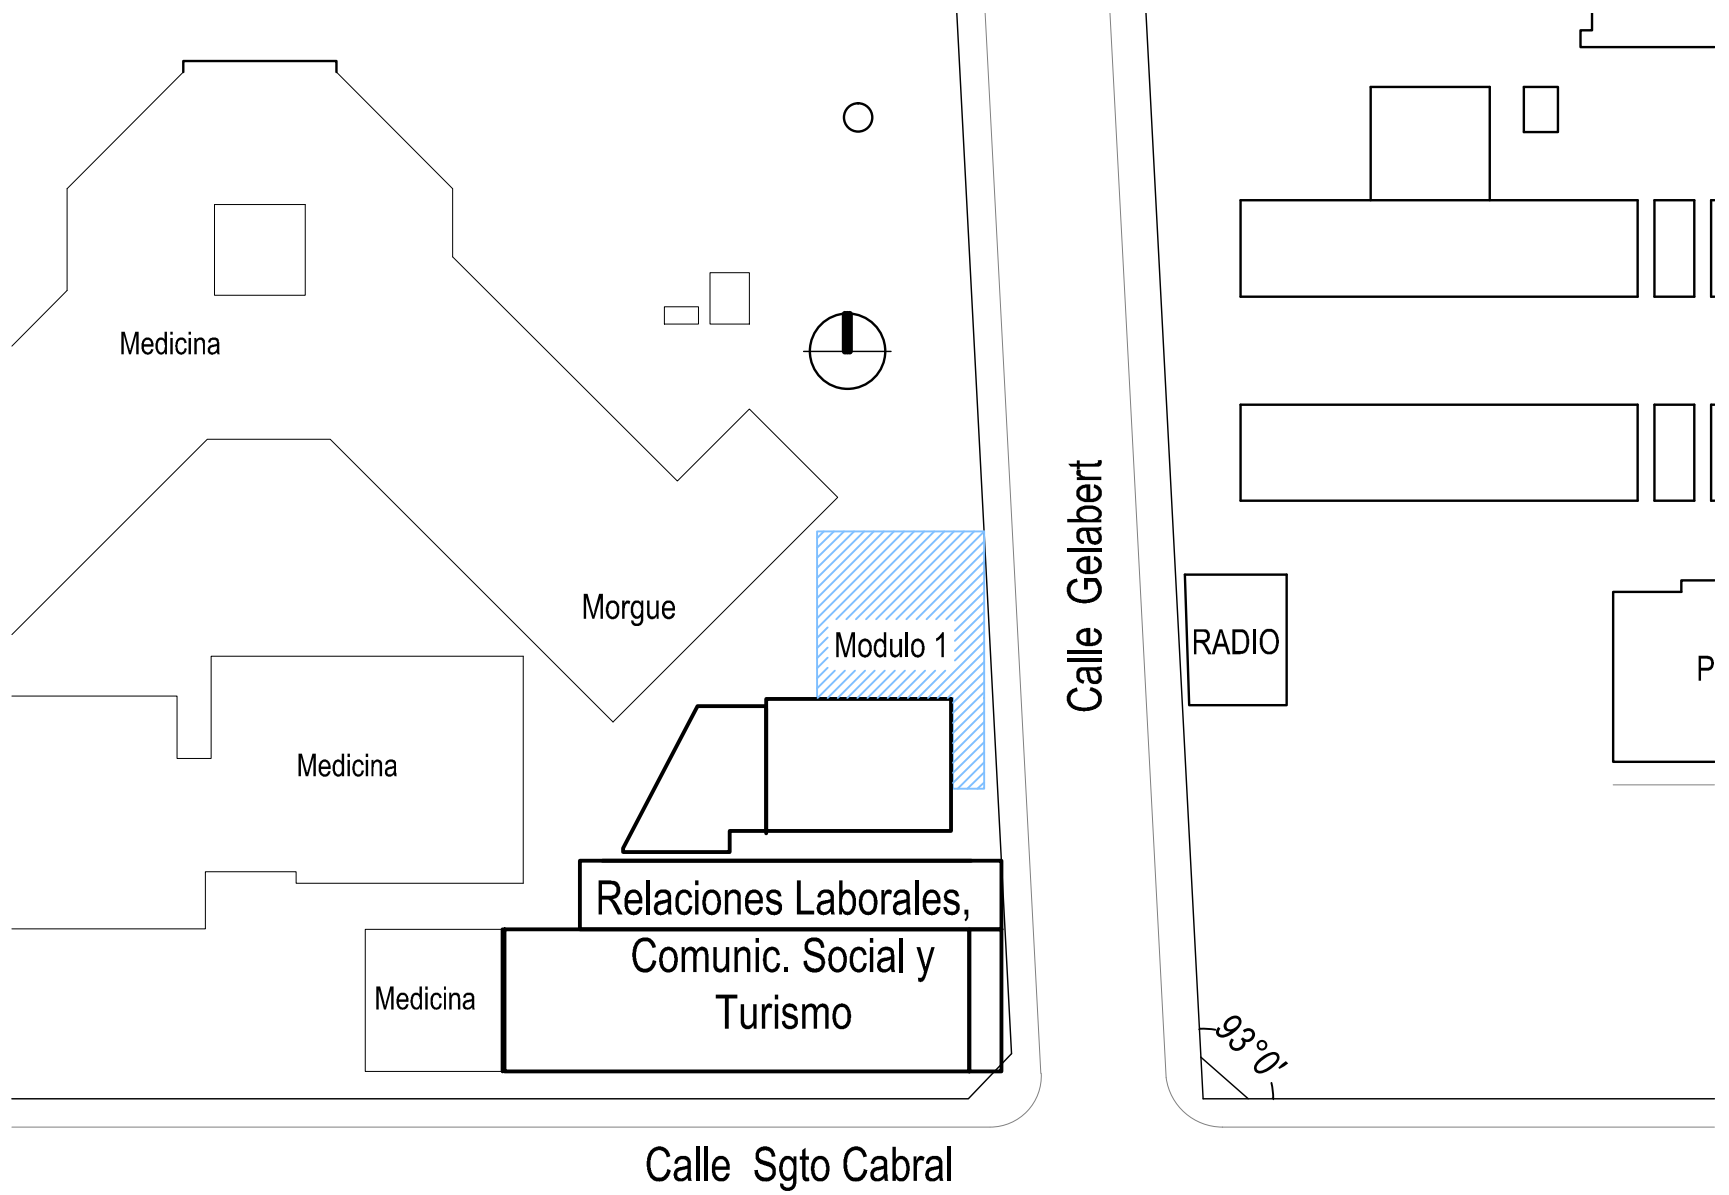 Medicina
Calle Gelabert
Morgue
Modulo 1
RADIO
P
Medicina
Relaciones Laborales,
Comunic. Social y
Turismo
Medicina
93°0'
Calle Sgto Cabral